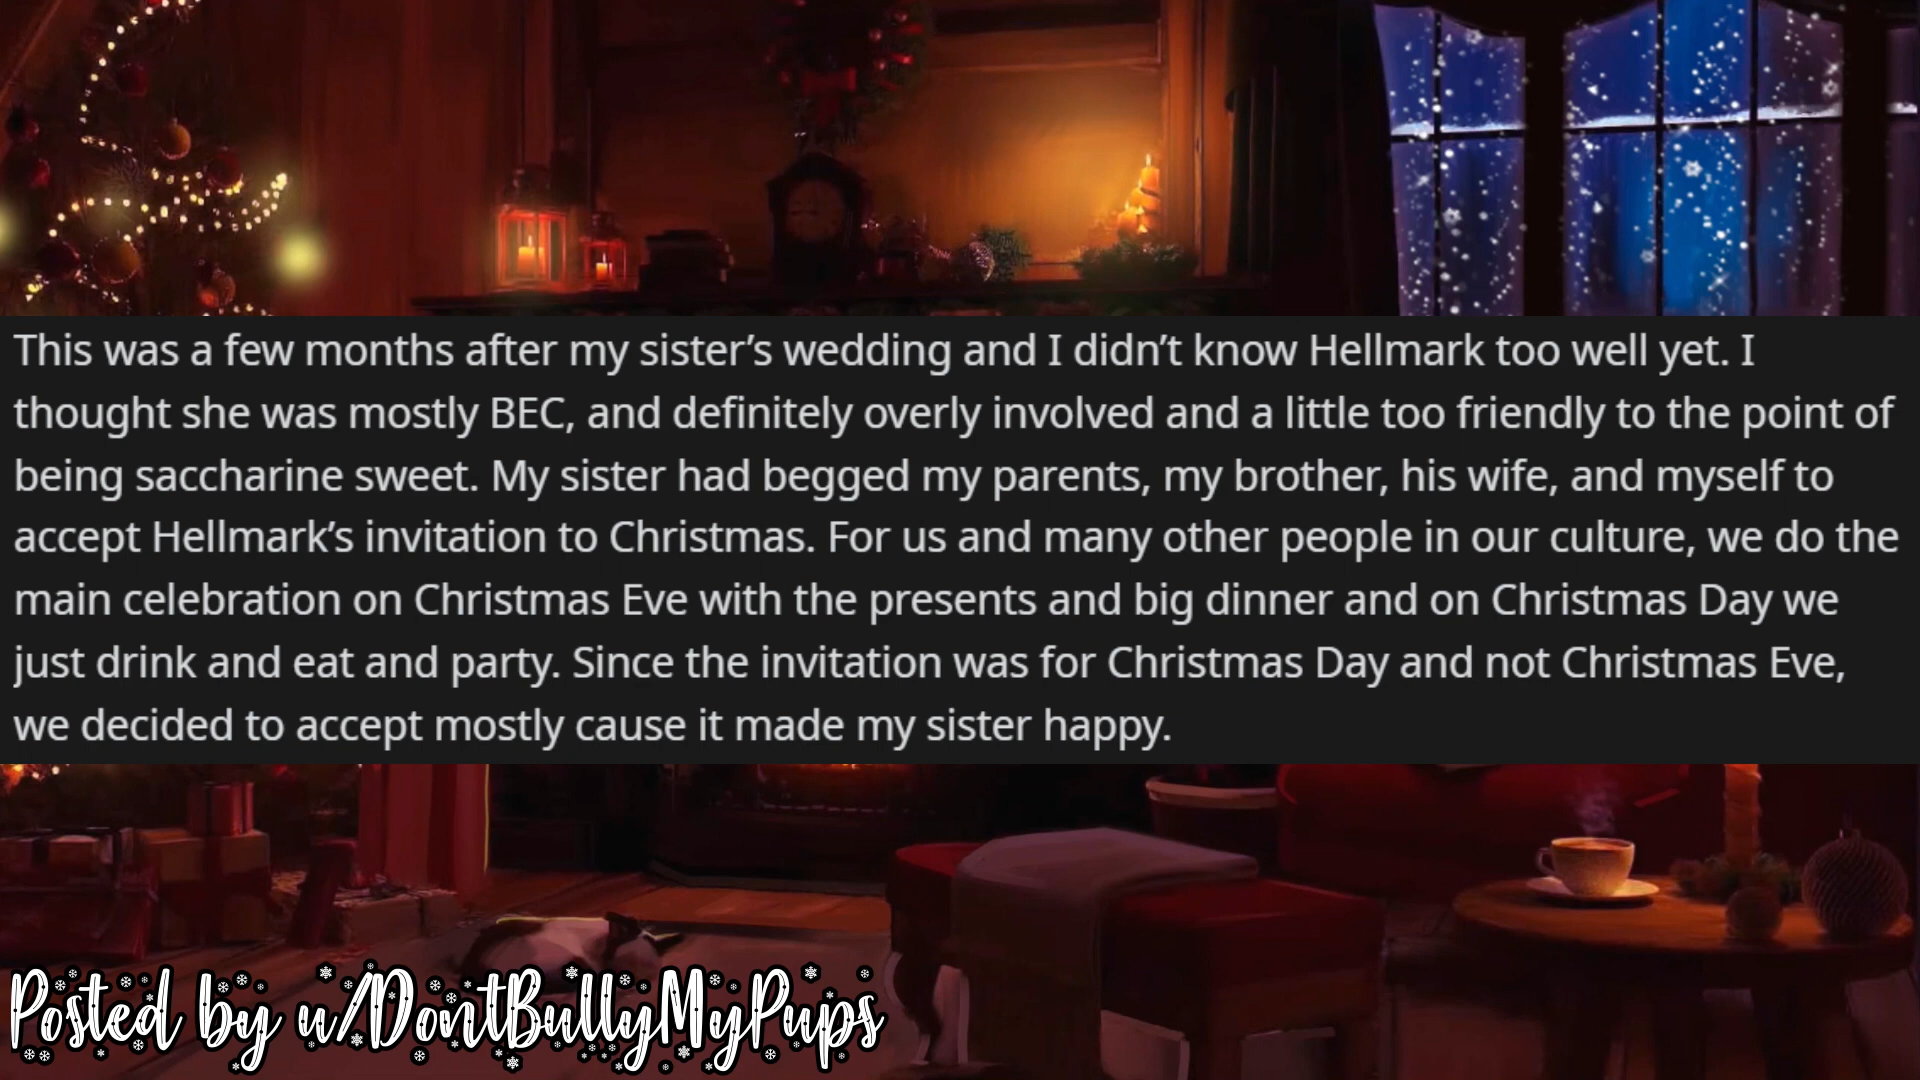 This was a few months after my sister’s wedding and I didn’t know Hellmark too well yet. I
thought she was mostly BEC, and definitely overly involved and a little too friendly to the point of
being saccharine sweet. My sister had begged my parents, my brother, his wife, and myself to
accept Hellmark’s invitation to Christmas. For us and many other people in our culture, we do the
main celebration on Christmas Eve with the presents and big dinner and on Christmas Day we
just drink and eat and party. Since the invitation was for Christmas Day and not Christmas Eve,
we decided to accept mostly cause it made my sister happy.
Posted by u/DontBullyMyPups